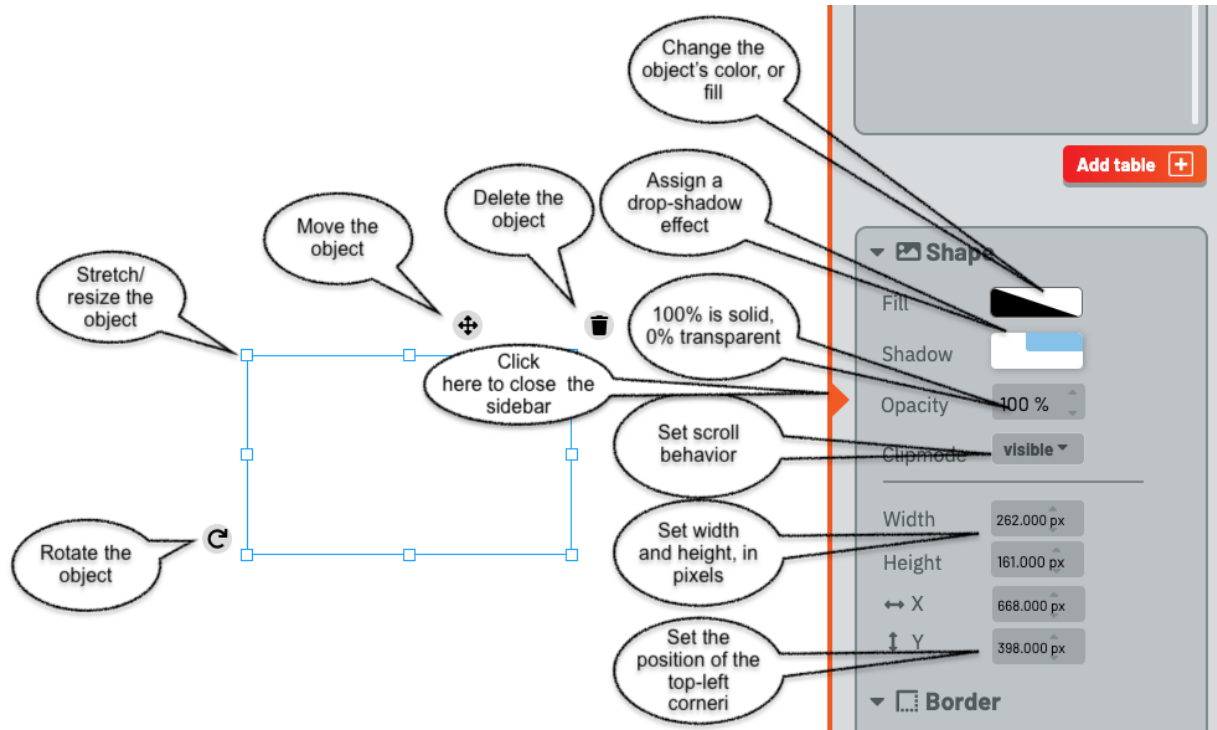 Change the
object's color, or
fill
Add table
Assign a
drop-shadow
effect
Delete the
object
Move the
object
Shape
Stretch/
resize the
object
Fill
100% is solid,
0% transparent
Shadow
Click
here to close the
sidebar
Opacity
100 %
Set scroll
behavior
Clipmode
visible
Width
262.000 px
Set width
and height, in
pixels
Rotate the
object
Height
161.000 px
X
668.000 px
Set the
position of the
top-left
corneri
Y
398.000 px
Border